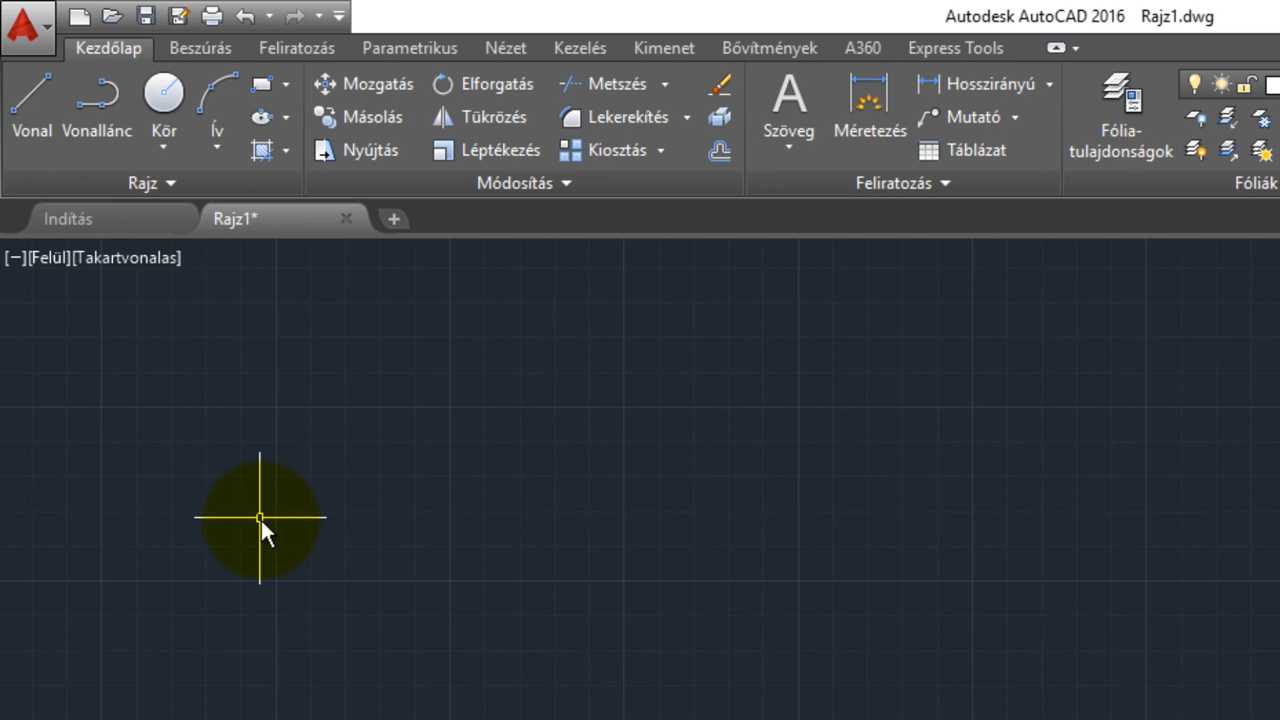 Autodesk AutoCAD 2016 Rajz1.dwg
Kezdőlap Beszúrás Feliratozás Parametrikus Nézet Kezelés Kimenet Bővítmények A360 Express Tools
Vonal Vonallánc Kör Ív
Mozgatás Elforgatás Metszés
Másolás Tükrözés Lekerekítés
Nyújtás Léptékezés Kiosztás
A
Szöveg Méretezés
Hosszirányú
Mutató
Táblázat
Fólia-
tulajdonságok
Rajz Módosítás Feliratozás Fóliák
Indítás Rajz1*
[−][Felül][Takartvonalas]